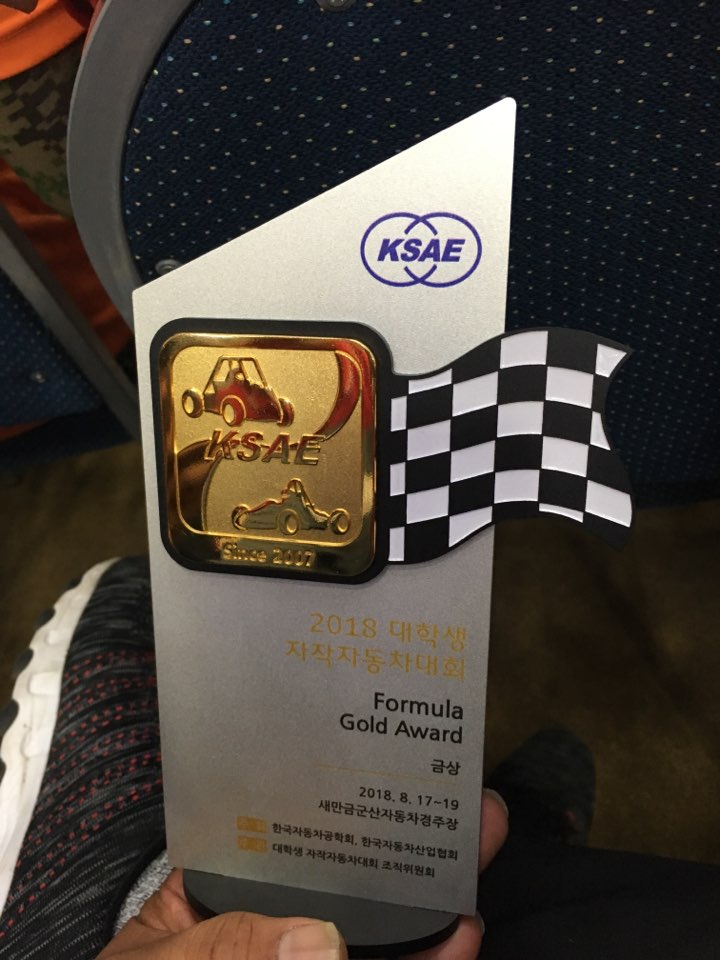 KSAE
KSAE
Since 2007
2018 대학생
자작자동차대회
Formula
Gold Award
금상
2018. 8. 17~19
새만금군산자동차경주장
한국자동차공학회, 한국자동차산업협회
대학생 자작자동차대회 조직위원회